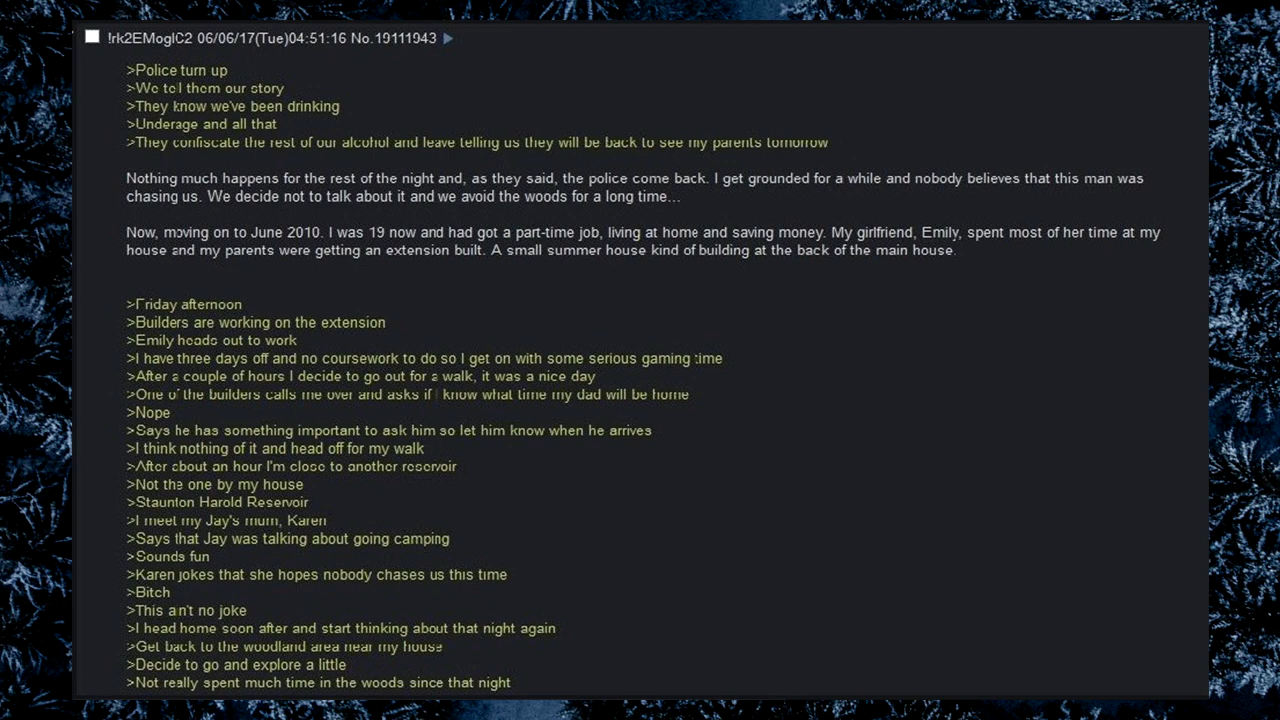 !rk2EMoglC2 06/06/17(Tue)04:51:16 No.19111943 ▶
>Police turn up
>We tell them our story
>They know we've been drinking
>Underage and all that
>They confiscate the rest of our alcohol and leave telling us they will be back to see my parents tomorrow
Nothing much happens for the rest of the night and, as they said, the police come back. I get grounded for a while and nobody believes that this man was
chasing us. We decide not to talk about it and we avoid the woods for a long time…
Now, moving on to June 2010. I was 19 now and had got a part-time job, living at home and saving money. My girlfriend, Emily, spent most of her time at my
house and my parents were getting an extension built. A small summer house kind of building at the back of the main house.
>Friday afternoon
>Builders are working on the extension
>Emily heads out to work
>I have three days off and no coursework to do so I get on with some serious gaming time
>After a couple of hours I decide to go out for a walk, it was a nice day
>One of the builders calls me over and asks if I know what time my dad will be home
>Nope
>Says he has something important to ask him so let him know when he arrives
>I think nothing of it and head off for my walk
>After about an hour I'm close to another reservoir
>Not the one by my house
>Staunton Harold Reservoir
>I meet my Jay's mum, Karen
>Says that Jay was talking about going camping
>Sounds fun
>Karen jokes that she hopes nobody chases us this time
>Bitch
>This ain't no joke
>I head home soon after and start thinking about that night again
>Get back to the woodland area near my house
>Decide to go and explore a little
>Not really spent much time in the woods since that night